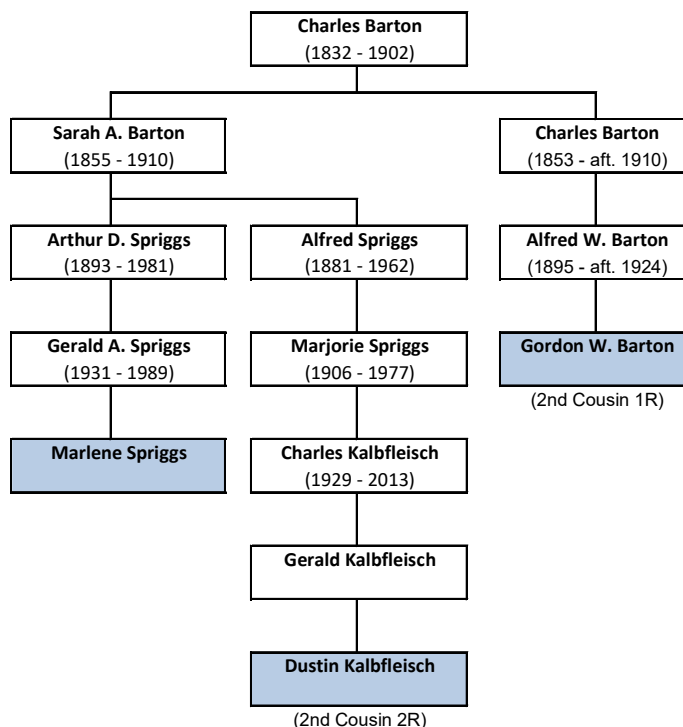 Charles Barton
(1832 - 1902)
Sarah A. Barton
(1855 - 1910)
Charles Barton
(1853 - aft. 1910)
Arthur D. Spriggs
(1893 - 1981)
Alfred Spriggs
(1881 - 1962)
Alfred W. Barton
(1895 - aft. 1924)
Gerald A. Spriggs
(1931 - 1989)
Marjorie Spriggs
(1906 - 1977)
Gordon W. Barton
(2nd Cousin 1R)
Marlene Spriggs
Charles Kalbfleisch
(1929 - 2013)
Gerald Kalbfleisch
Dustin Kalbfleisch
(2nd Cousin 2R)